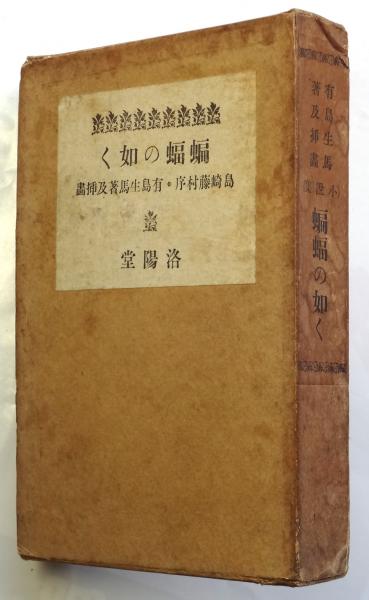 蝙蝠の如く
島崎藤村序・有島生馬著及挿畫
洛陽堂
有島生馬
著及挿畫
(小說集)
蝙蝠の如く